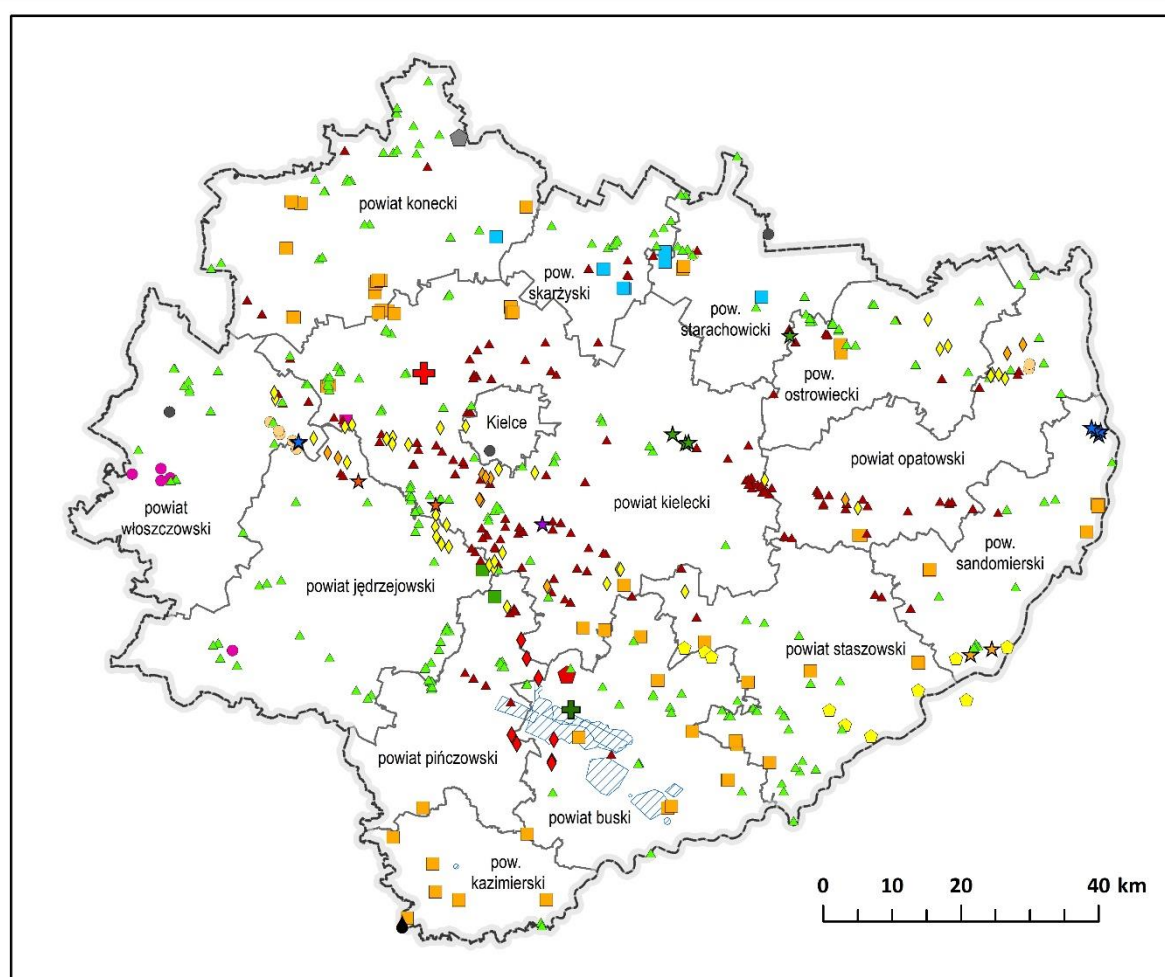 powiat konecki
pow.
skarżyski
pow.
starachowicki
pow.
ostrowiecki
Kielce
powiat opatowski
powiat kielecki
powiat
włoszczowski
pow.
sandomierski
powiat jędrzejowski
powiat staszowski
powiat pińczowski
powiat buski
pow.
kazimierski
0 10 20 40 km